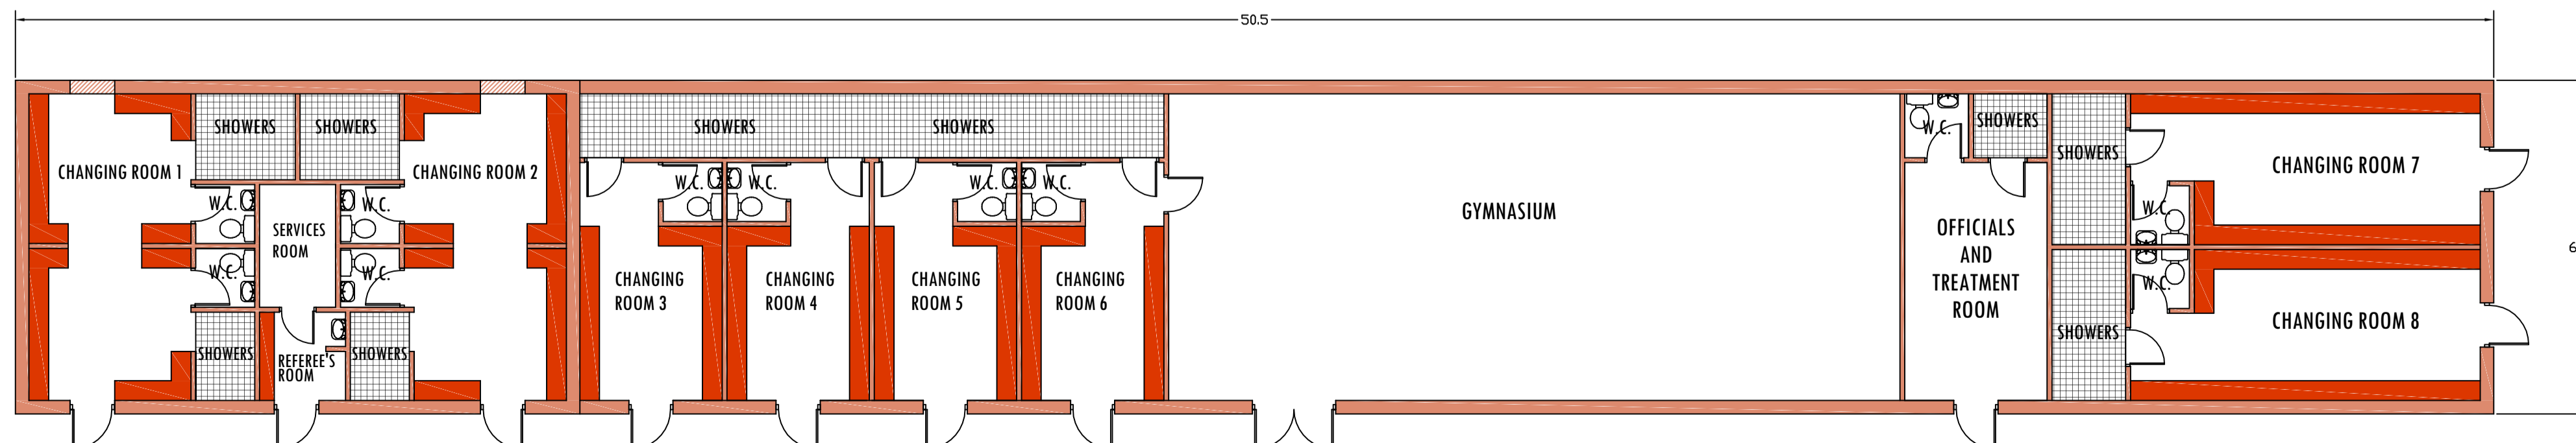 50.5
SHOWERS
SHOWERS
SHOWERS
SHOWERS
W.C.
SHOWERS
SHOWERS
CHANGING ROOM 1
CHANGING ROOM 2
W.C.
W.C.
W.C.
W.C.
CHANGING ROOM 7
W.C.
W.C.
SERVICES
ROOM
GYMNASIUM
W.C.
OFFICIALS
AND
TREATMENT
ROOM
W.C.
W.C.
W.C.
CHANGING
ROOM 3
CHANGING
ROOM 4
CHANGING
ROOM 5
CHANGING
ROOM 6
CHANGING ROOM 8
SHOWERS
REFEREE'S
ROOM
SHOWERS
SHOWERS